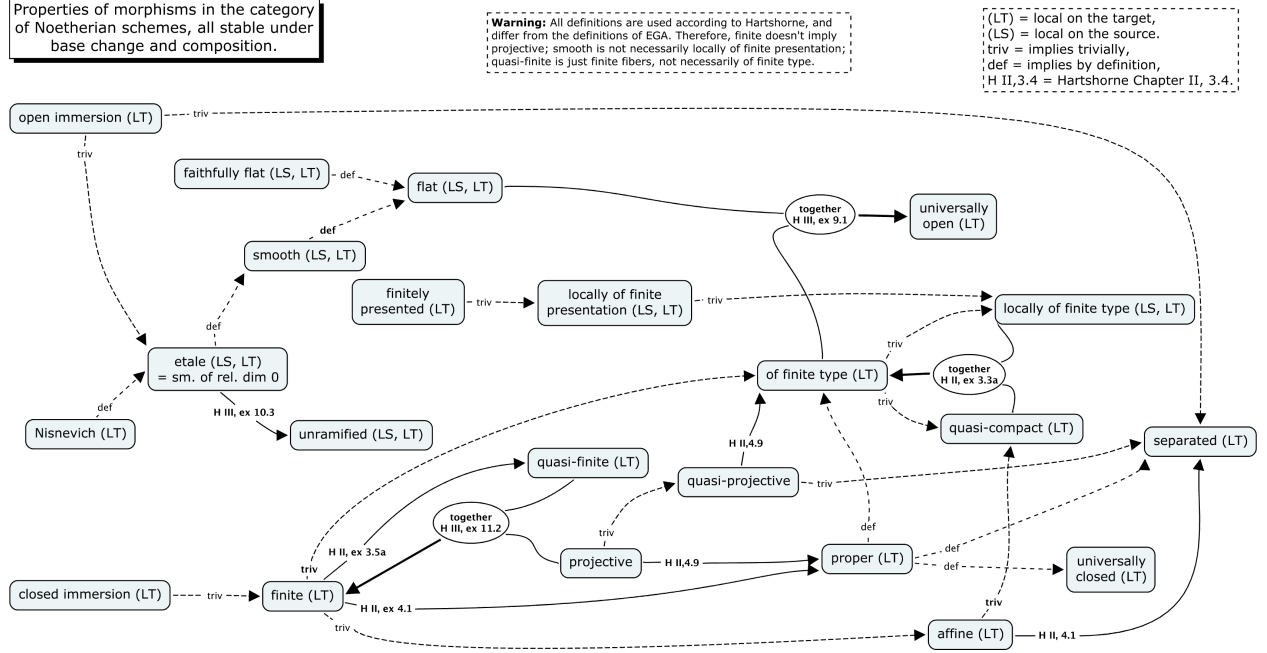 Properties of morphisms in the category
of Noetherian schemes, all stable under
base change and composition.
Warning: All definitions are used according to Hartshorne, and
differ from the definitions of EGA. Therefore, finite doesn't imply
projective; smooth is not necessarily locally of finite presentation;
quasi-finite is just finite fibers, not necessarily of finite type.
(LT) = local on the target,
(LS) = local on the source.
triv = implies trivially,
def = implies by definition,
H II,3.4 = Hartshorne Chapter II, 3.4.
open immersion (LT)
triv
triv
faithfully flat (LS, LT)
def
flat (LS, LT)
together
H III, ex 9.1
universally
open (LT)
def
smooth (LS, LT)
finitely
presented (LT)
triv
locally of finite
presentation (LS, LT)
triv
locally of finite type (LS, LT)
def
triv
etale (LS, LT)
= sm. of rel. dim 0
of finite type (LT)
together
H II, ex 3.3a
def
H III, ex 10.3
triv
Nisnevich (LT)
unramified (LS, LT)
quasi-compact (LT)
separated (LT)
H II,4.9
quasi-finite (LT)
quasi-projective
triv
together
H III, ex 11.2
triv
def
H II, ex 3.5a
projective
H II,4.9
proper (LT)
def
def
universally
closed (LT)
triv
closed immersion (LT)
triv
finite (LT)
H II, ex 4.1
triv
triv
affine (LT)
H II, 4.1